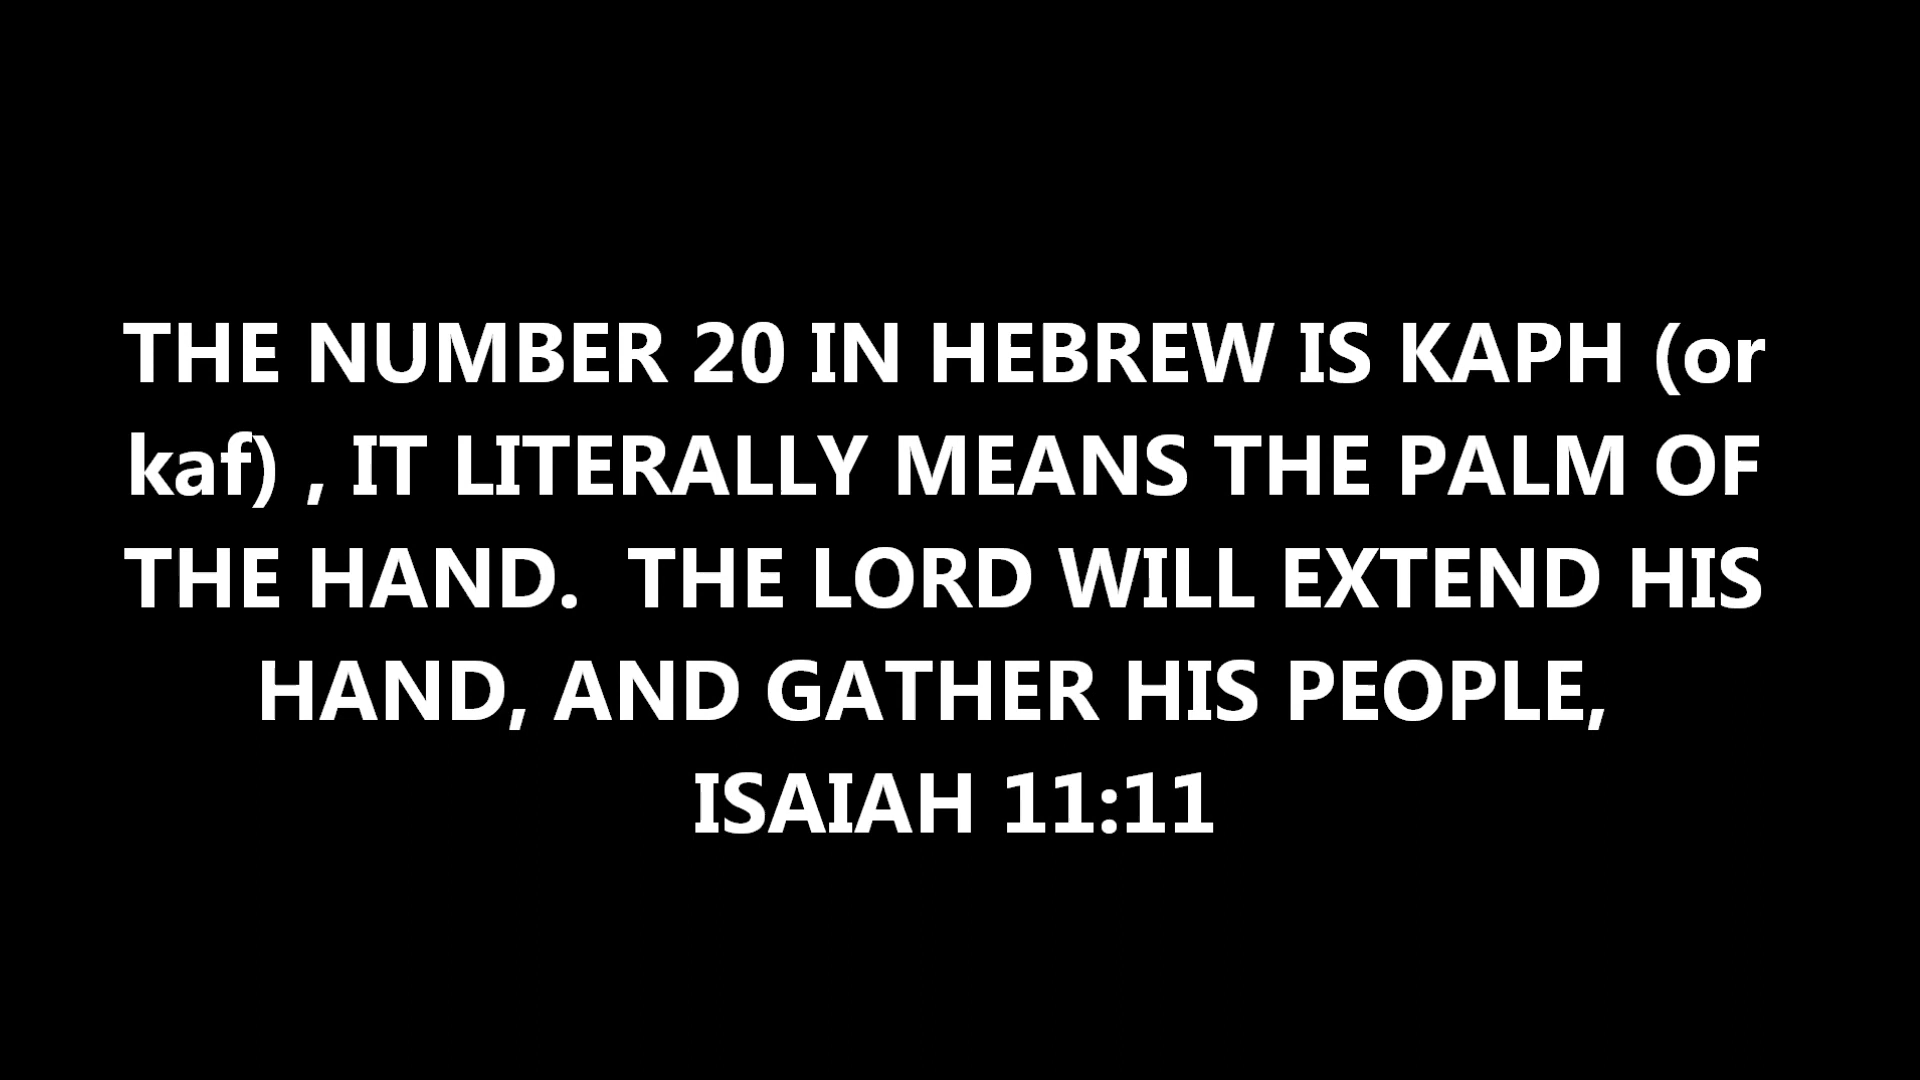 THE NUMBER 20 IN HEBREW IS KAPH (or
kaf) , IT LITERALLY MEANS THE PALM OF
THE HAND.  THE LORD WILL EXTEND HIS
HAND, AND GATHER HIS PEOPLE,
ISAIAH 11:11